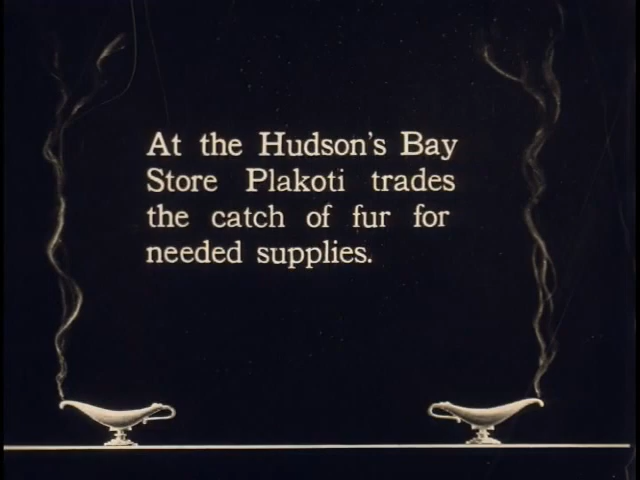 At the Hudson's Bay
Store Plakoti trades
the catch of fur for
needed supplies.